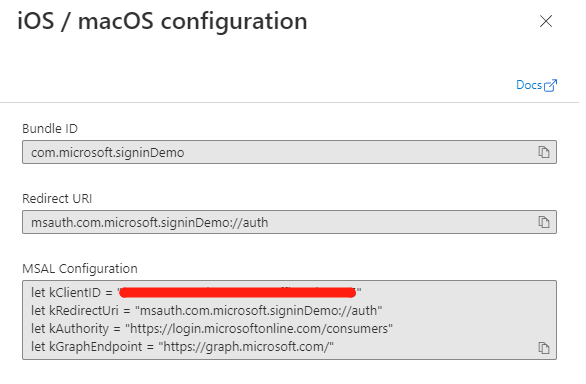 iOS / macOS configuration
Docs
Bundle ID
com.microsoft.signinDemo
Redirect URI
msauth.com.microsoft.signinDemo://auth
MSAL Configuration
let kClientID = " "
let kRedirectUri = "msauth.com.microsoft.signinDemo://auth"
let kAuthority = "https://login.microsoftonline.com/consumers"
let kGraphEndpoint = "https://graph.microsoft.com/"